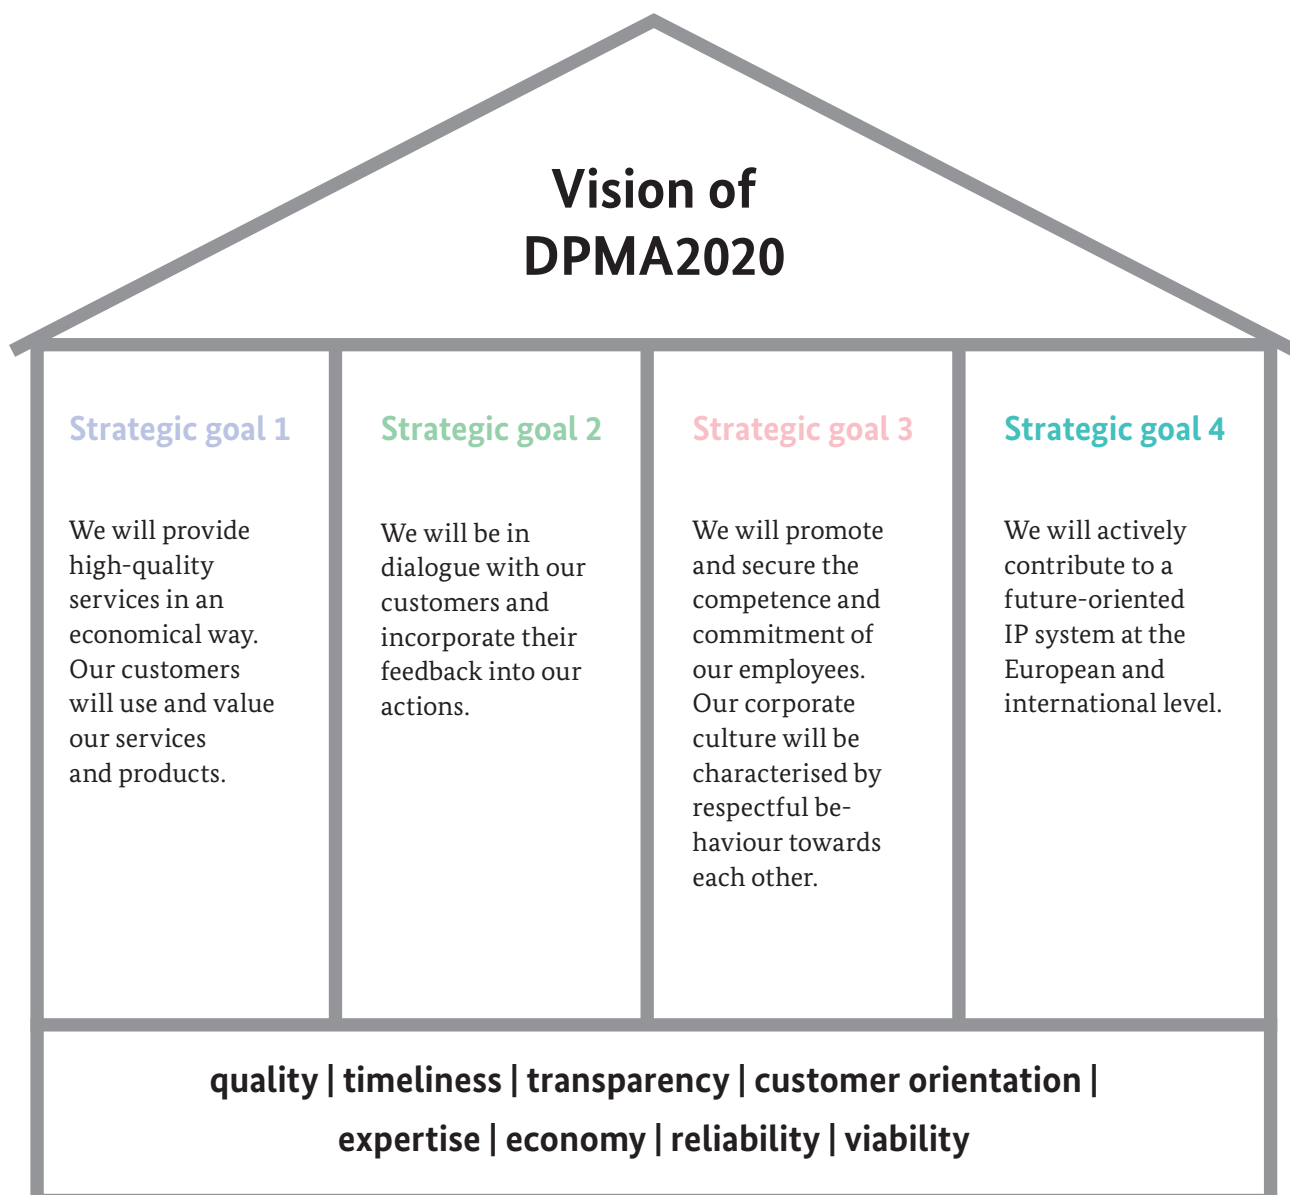 Vision of
DPMA2020
Strategic goal 1
We will provide
high-quality
services in an
economical way.
Our customers
will use and value
our services
and products.
Strategic goal 2
We will be in
dialogue with our
customers and
incorporate their
feedback into our
actions.
Strategic goal 3
We will promote
and secure the
competence and
commitment of
our employees.
Our corporate
culture will be
characterised by
respectful be-
haviour towards
each other.
Strategic goal 4
We will actively
contribute to a
future-oriented
IP system at the
European and
international level.
quality | timeliness | transparency | customer orientation |
expertise | economy | reliability | viability